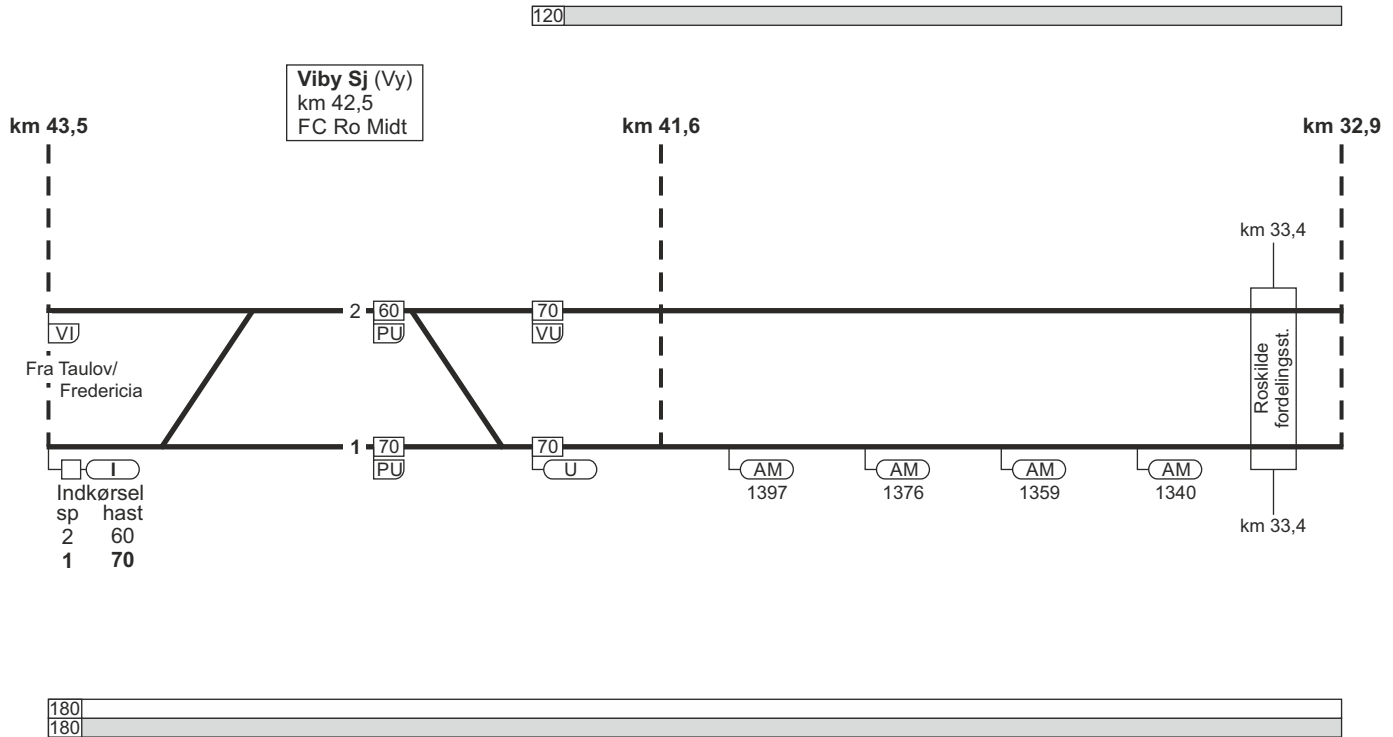 120
Viby Sj (Vy)
km 42,5
FC Ro Midt
km 43,5
km 41,6
km 32,9
km 33,4
2
60
70
VI
PU
VU
Fra Taulov/
Fredericia
Roskilde
fordelingsst.
1
70
70
I
PU
U
AM
AM
AM
AM
1397
1376
1359
1340
Indkørsel
sp hast
2 60
1 70
km 33,4
180
180